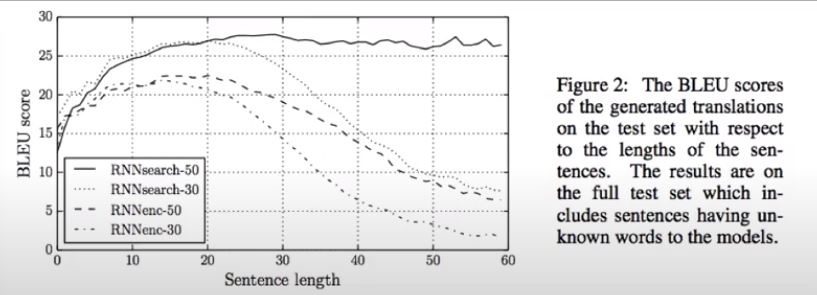 30
25
20
15
10
5
0
BLEU score
RNNsearch-50
RNNsearch-30
RNNenc-50
RNNenc-30
0 10 20 30 40 50 60
Sentence length
Figure 2: The BLEU scores
of the generated translations
on the test set with respect
to the lengths of the sen-
tences. The results are on
the full test set which in-
cludes sentences having un-
known words to the models.